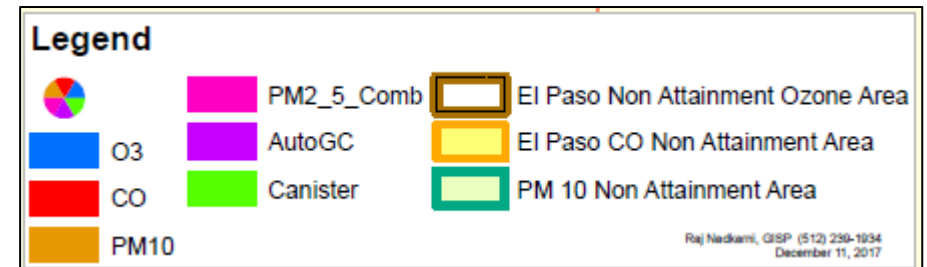 Legend
O3
CO
PM10
PM2_5_Comb
AutoGC
Canister
El Paso Non Attainment Ozone Area
El Paso CO Non Attainment Area
PM 10 Non Attainment Area
Raj Nadkarni, GISP (512) 239-1934
December 11, 2017